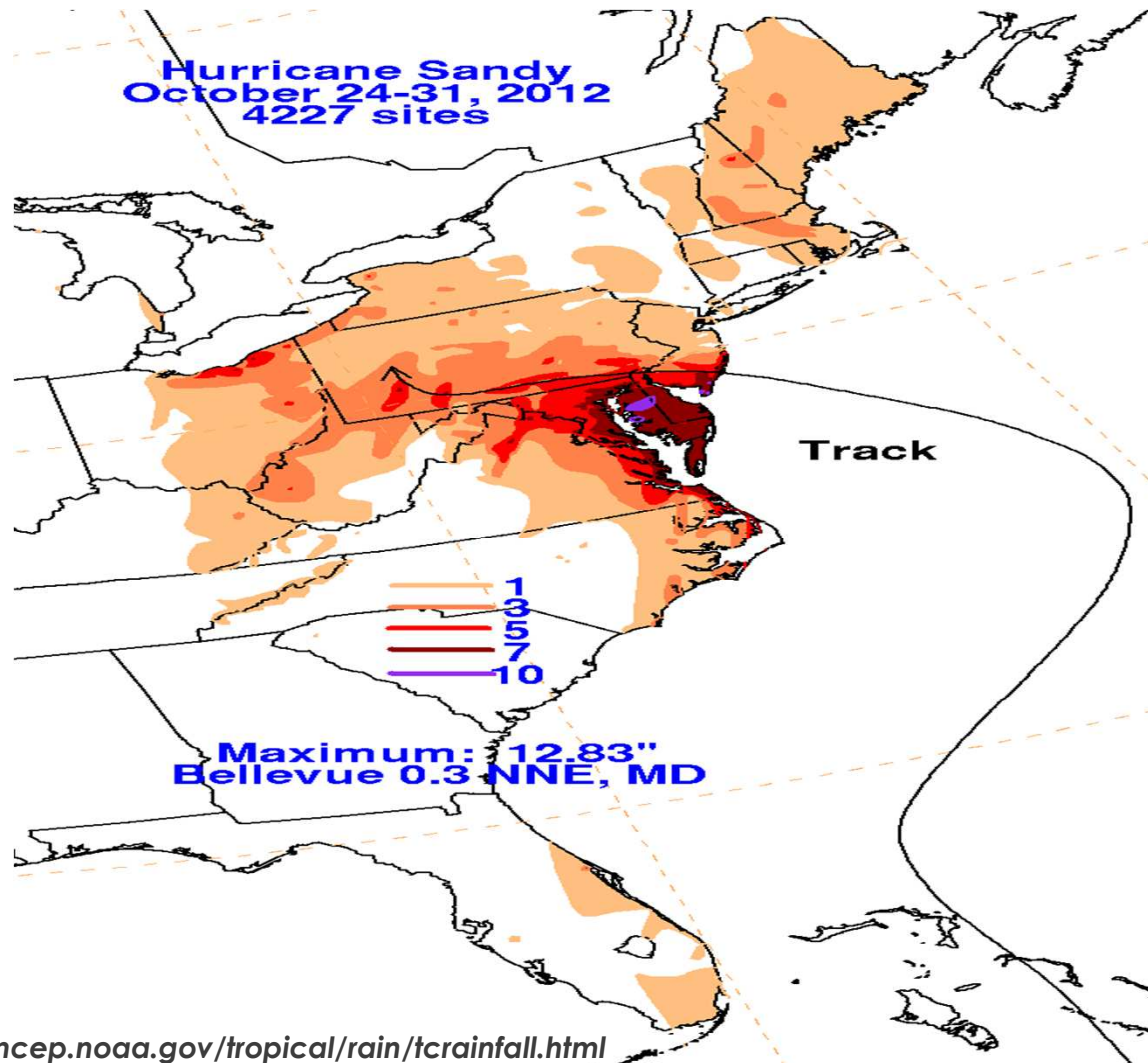 Hurricane Sandy
October 24-31, 2012
4227 sites
Track
1
3
5
7
10
Maximum: 12.83"
Bellevue 0.3 NNE, MD
ncep.noaa.gov/tropical/rain/tcrainfall.html